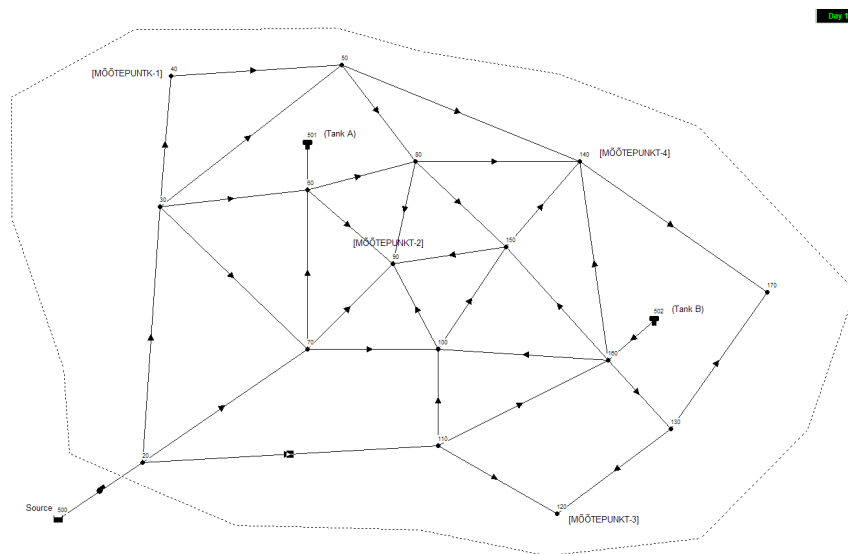 Day 1
50
40
[MÕÕTEPUNTK-1]
501
(Tank A)
80
140
[MÕÕTEPUNKT-4]
60
30
[MÕÕTEPUNKT-2]
150
90
170
502
(Tank B)
70
100
160
130
110
20
Source
500
120
[MÕÕTEPUNKT-3]